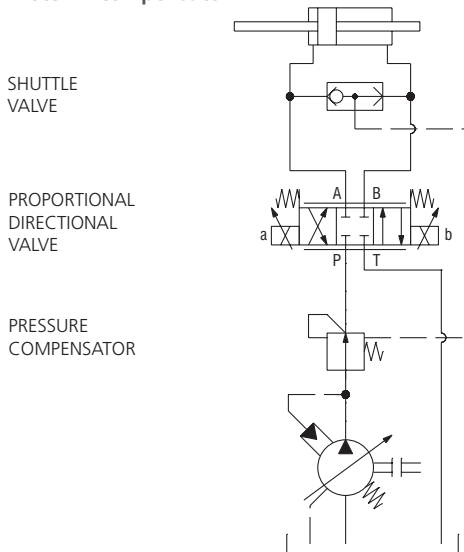 SHUTTLE
VALVE
A B
PROPORTIONAL
DIRECTIONAL
VALVE
a b
P T
PRESSURE
COMPENSATOR